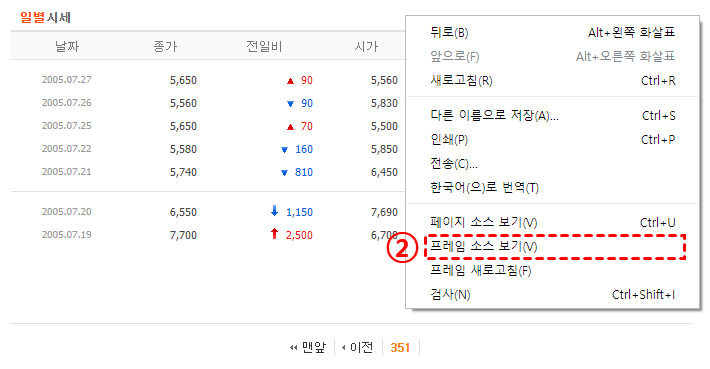 일별시세
날짜 종가 전일비 시가
2005.07.27 5,650 ▲ 90 5,560
2005.07.26 5,560 ▼ 90 5,830
2005.07.25 5,650 ▲ 70 5,500
2005.07.22 5,580 ▼ 160 5,850
2005.07.21 5,740 ▼ 810 6,450
2005.07.20 6,550 ↓ 1,150 7,690
2005.07.19 7,700 ↑ 2,500 6,700
뒤로(B) Alt+왼쪽 화살표
앞으로(F) Alt+오른쪽 화살표
새로고침(R) Ctrl+R
다른 이름으로 저장(A)... Ctrl+S
인쇄(P) Ctrl+P
전송(C)...
한국어(으)로 번역(T)
페이지 소스 보기(V) Ctrl+U
② 프레임 소스 보기(V)
프레임 새로고침(F)
검사(N) Ctrl+Shift+I
맨앞 이전 351